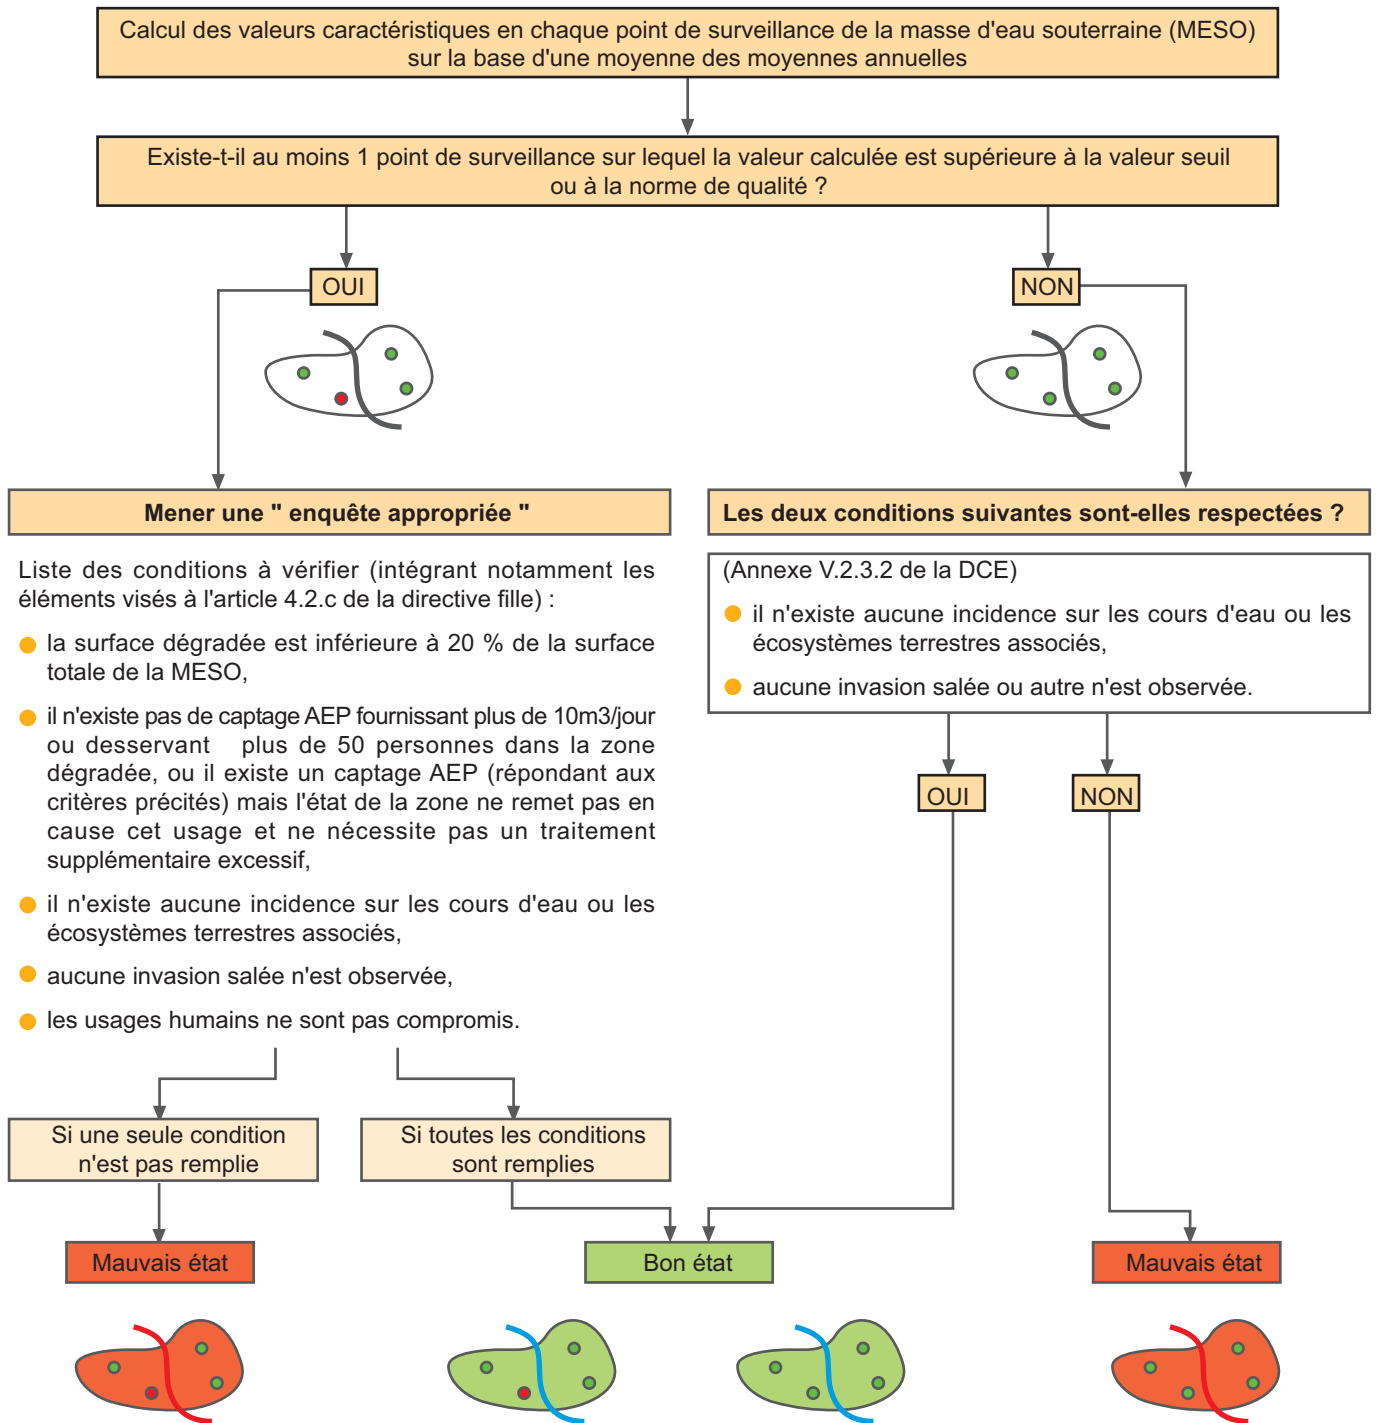 Calcul des valeurs caractéristiques en chaque point de surveillance de la masse d'eau souterraine (MESO)
sur la base d'une moyenne des moyennes annuelles
Existe-t-il au moins 1 point de surveillance sur lequel la valeur calculée est supérieure à la valeur seuil
ou à la norme de qualité ?
OUI
NON
Mener une " enquête appropriée "
Liste des conditions à vérifier (intégrant notamment les
éléments visés à l'article 4.2.c de la directive fille) :
la surface dégradée est inférieure à 20 % de la surface
totale de la MESO,
il n'existe pas de captage AEP fournissant plus de 10m3/jour
ou desservant plus de 50 personnes dans la zone
dégradée, ou il existe un captage AEP (répondant aux
critères précités) mais l'état de la zone ne remet pas en
cause cet usage et ne nécessite pas un traitement
supplémentaire excessif,
il n'existe aucune incidence sur les cours d'eau ou les
écosystèmes terrestres associés,
aucune invasion salée n'est observée,
les usages humains ne sont pas compromis.
Les deux conditions suivantes sont-elles respectées ?
(Annexe V.2.3.2 de la DCE)
il n'existe aucune incidence sur les cours d'eau ou les
écosystèmes terrestres associés,
aucune invasion salée ou autre n'est observée.
OUI
NON
Si une seule condition
n'est pas remplie
Si toutes les conditions
sont remplies
Mauvais état
Bon état
Mauvais état